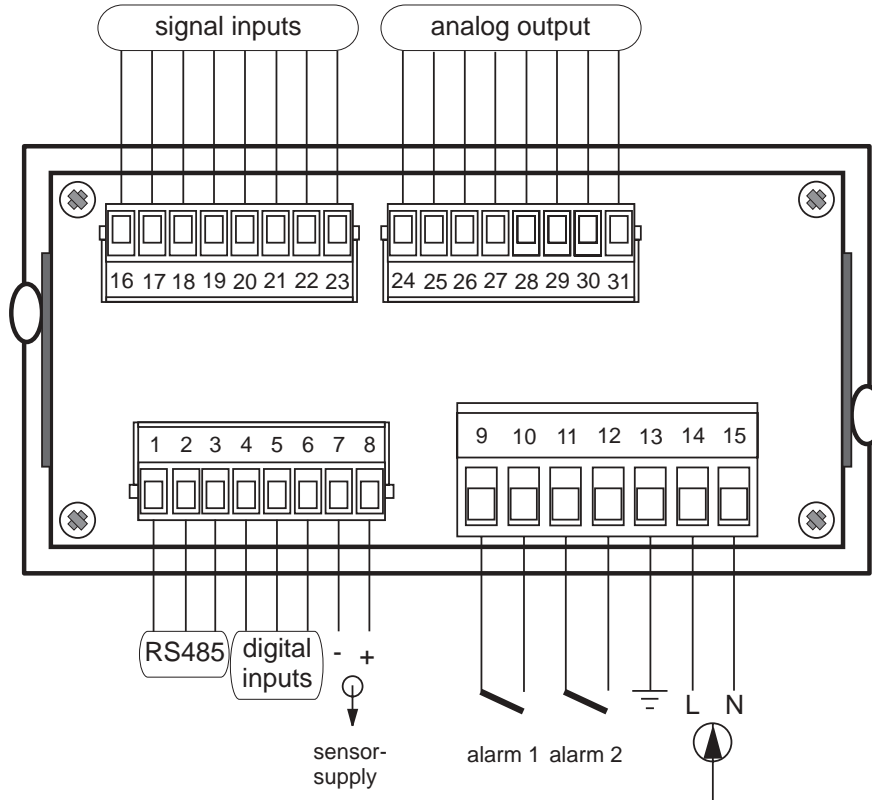 signal inputs
analog output
16 17 18 19 20 21 22 23
24 25 26 27 28 29 30 31
1 2 3 4 5 6 7 8
9 10 11 12 13 14 15
RS485
digital
inputs
- +
sensor-
supply
alarm 1
alarm 2
L N